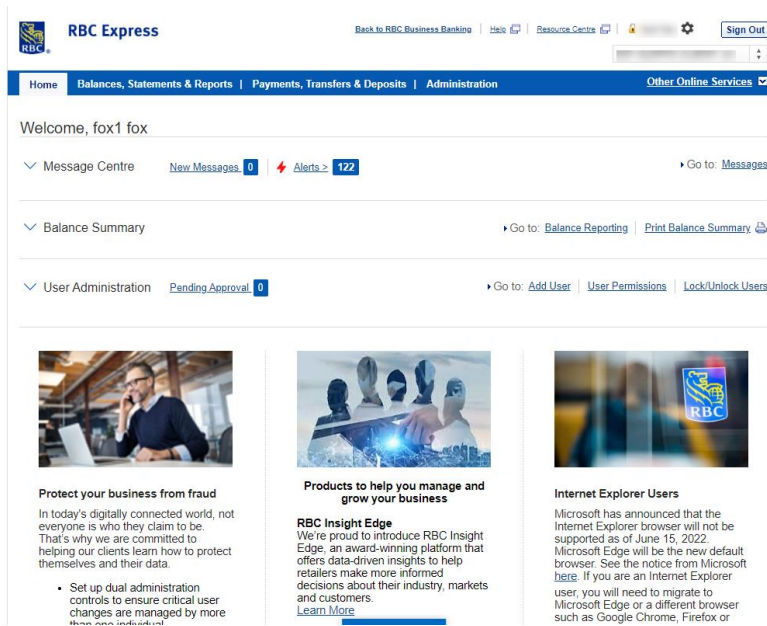 RBC
RBC Express
Back to RBC Business Banking | Help | Resource Centre |
Sign Out
Home Balances, Statements & Reports | Payments, Transfers & Deposits | Administration Other Online Services
Welcome, fox1 fox
Message Centre New Messages 0 Alerts > 122 Go to: Messages
Balance Summary Go to: Balance Reporting Print Balance Summary
User Administration Pending Approval 0 Go to: Add User User Permissions Lock/Unlock Users
RBC
Protect your business from fraud
In today's digitally connected world, not
everyone is who they claim to be.
That's why we are committed to
helping our clients learn how to protect
themselves and their data.
• Set up dual administration
controls to ensure critical user
changes are managed by more
than one individual
Products to help you manage and
grow your business
RBC Insight Edge
We're proud to introduce RBC Insight
Edge, an award-winning platform that
offers data-driven insights to help
retailers make more informed
decisions about their industry, markets
and customers.
Learn More
Internet Explorer Users
Microsoft has announced that the
Internet Explorer browser will not be
supported as of June 15, 2022.
Microsoft Edge will be the new default
browser. See the notice from Microsoft
here. If you are an Internet Explorer
user, you will need to migrate to
Microsoft Edge or a different browser
such as Google Chrome, Firefox or